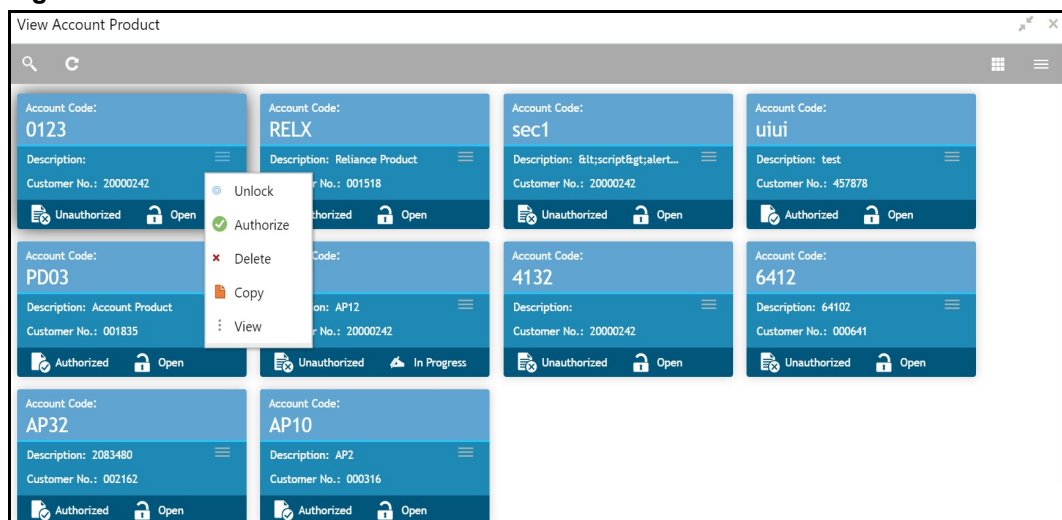 View Account Product
Account Code:
0123
Description:
Customer No.: 20000242
Unauthorized Open
Account Code:
RELX
Description: Reliance Product
No.: 001518
Open
Account Code:
sec1
Description: &lt;script&gt;alert...
Customer No.: 20000242
Unauthorized Open
Account Code:
uiui
Description: test
Customer No.: 457878
Authorized Open
Unlock
Authorize
Delete
Copy
View
Account Code:
PD03
Description: Account Product
Customer No.: 001835
Authorized Open
Code:
AP12
No.: 20000242
Unauthorized In Progress
Account Code:
4132
Description:
Customer No.: 20000242
Unauthorized Open
Account Code:
6412
Description: 64102
Customer No.: 000641
Unauthorized Open
Account Code:
AP32
Description: 2083480
Customer No.: 002162
Authorized Open
Account Code:
AP10
Description: AP2
Customer No.: 000316
Authorized Open